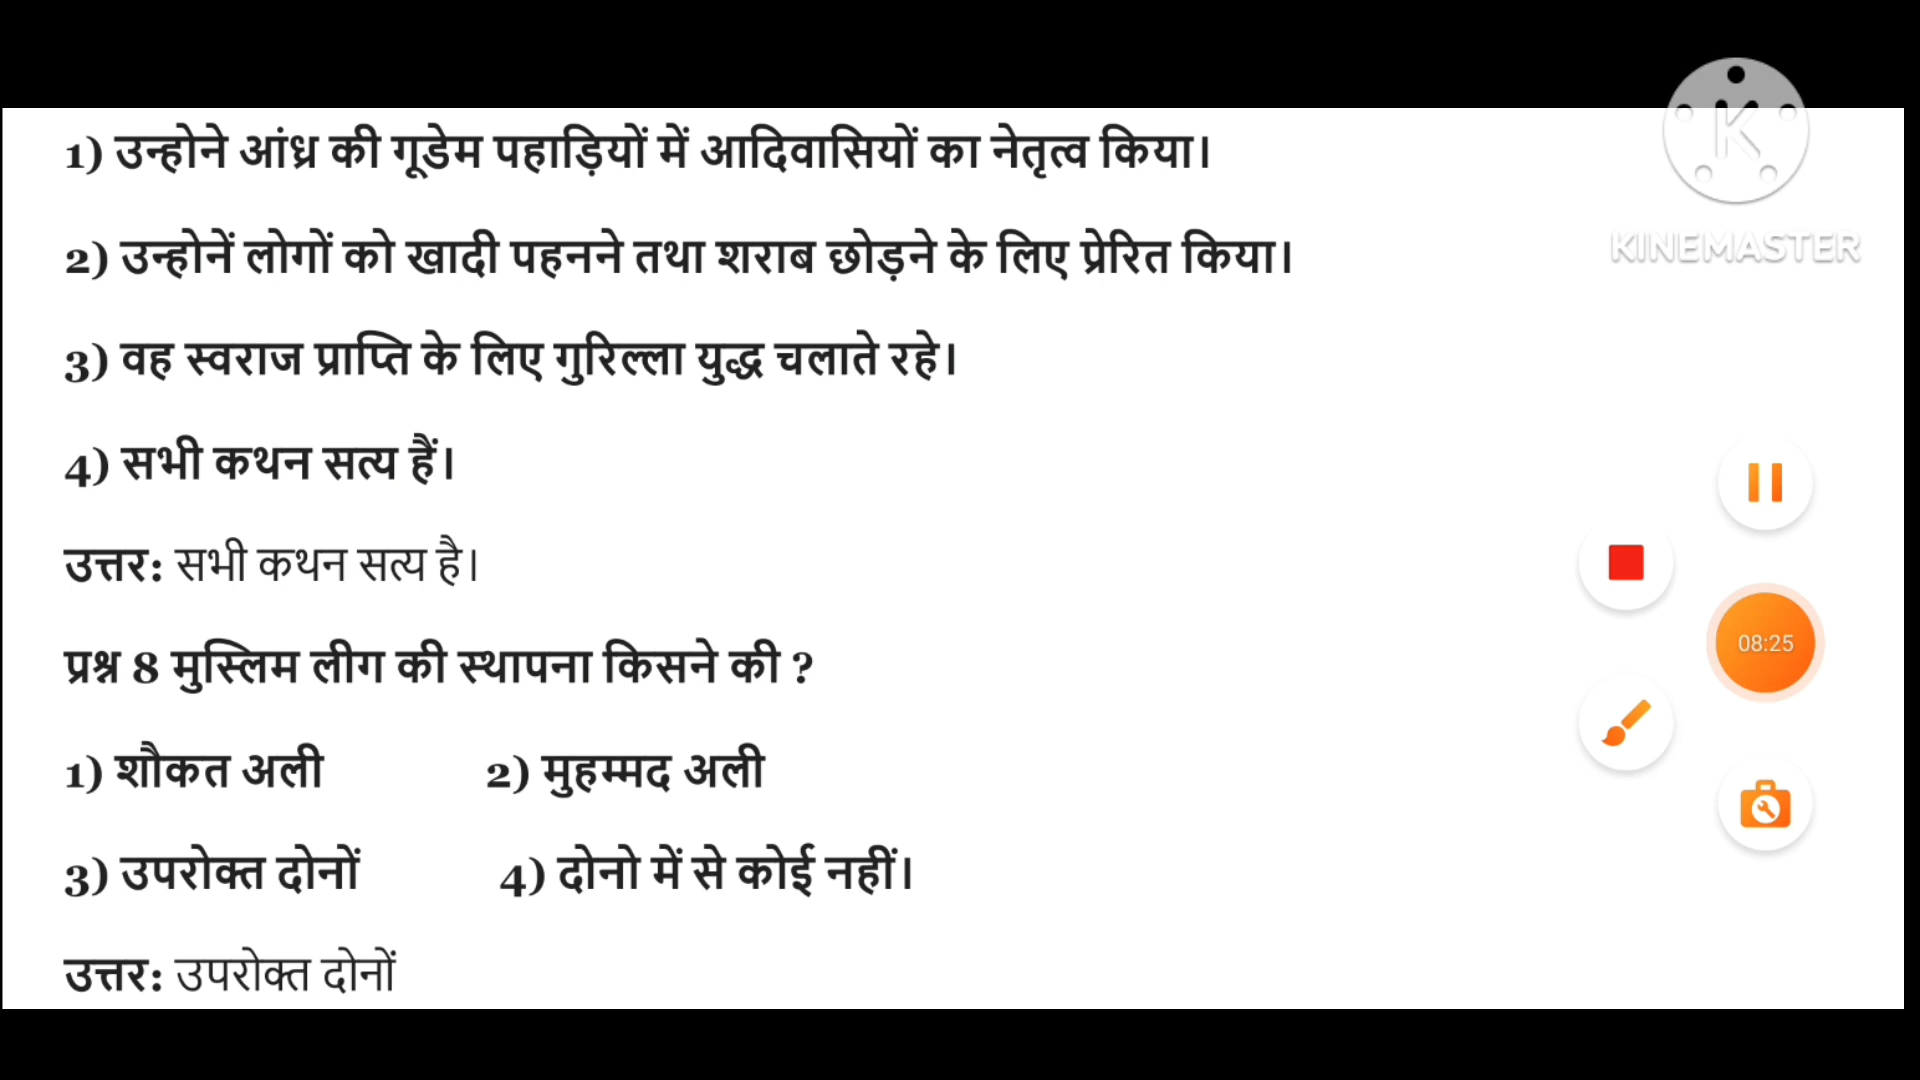 1) उन्होने आंध्र की गूडेम पहाड़ियों में आदिवासियों का नेतृत्व किया।
KINEMASTER
2) उन्होनें लोगों को खादी पहनने तथा शराब छोड़ने के लिए प्रेरित किया।
3) वह स्वराज प्राप्ति के लिए गुरिल्ला युद्ध चलाते रहे।
4) सभी कथन सत्य हैं।
उत्तर: सभी कथन सत्य है।
प्रश्न 8 मुस्लिम लीग की स्थापना किसने की ?
08:25
1) शौकत अली 2) मुहम्मद अली
3) उपरोक्त दोनों 4) दोनो में से कोई नहीं।
उत्तर: उपरोक्त दोनों